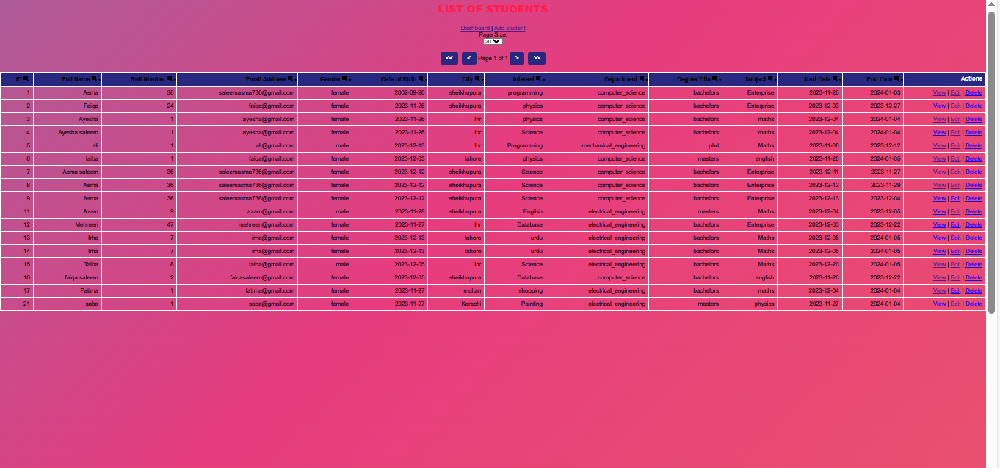 LIST OF STUDENTS
Dashboard | Add student
Page Size:
20
<< < Page 1 of 1 > >>
ID Full Name Roll Number Email Address Gender Date of Birth City Interest Department Degree Title Subject Start Date End Date Actions
1 Asma 36 saleemasma736@gmail.com female 2002-09-26 sheikhupura programming computer_science bachelors Enterprise 2023-11-26 2024-01-03 View | Edit | Delete
2 Faiqa 24 faiqa@gmail.com female 2023-11-26 sheikhupura physics computer_science bachelors Enterprise 2023-12-03 2023-12-27 View | Edit | Delete
3 Ayesha 1 ayesha@gmail.com female 2023-11-26 lhr physics computer_science bachelors maths 2023-12-04 2024-01-04 View | Edit | Delete
4 Ayesha saleem 1 ayesha@gmail.com female 2023-11-26 lhr Science computer_science bachelors maths 2023-12-04 2024-01-04 View | Edit | Delete
5 ali 1 ali@gmail.com male 2023-12-13 lhr Programming mechanical_engineering phd Maths 2023-11-06 2023-12-12 View | Edit | Delete
6 laiba 1 faiqa@gmail.com female 2023-12-03 lahore physics computer_science masters english 2023-11-26 2024-01-05 View | Edit | Delete
7 Asma saleem 36 saleemasma736@gmail.com female 2023-12-12 sheikhupura Science computer_science bachelors Enterprise 2023-12-11 2023-11-27 View | Edit | Delete
8 Asma 36 saleemasma736@gmail.com female 2023-12-12 sheikhupura Science computer_science bachelors Enterprise 2023-12-12 2023-11-29 View | Edit | Delete
9 Asma 36 saleemasma736@gmail.com female 2023-12-12 sheikhupura Science computer_science bachelors Enterprise 2023-12-13 2023-12-04 View | Edit | Delete
11 Azam 9 azam@gmail.com male 2023-11-28 sheikhupura English electrical_engineering masters Maths 2023-12-04 2023-12-05 View | Edit | Delete
12 Mehreen 47 mehreen@gmail.com female 2023-11-27 lhr Database electrical_engineering bachelors Enterprise 2023-12-03 2023-12-22 View | Edit | Delete
13 Irha 7 irha@gmail.com female 2023-12-13 lahore urdu electrical_engineering bachelors Maths 2023-12-05 2024-01-05 View | Edit | Delete
14 Irha 7 irha@gmail.com female 2023-12-13 lahore urdu electrical_engineering bachelors Maths 2023-12-05 2024-01-05 View | Edit | Delete
15 Talha 8 talha@gmail.com male 2023-12-05 lhr Science electrical_engineering bachelors Maths 2023-12-20 2024-01-05 View | Edit | Delete
16 faiqa saleem 2 faiqasaleem@gmail.com female 2023-12-05 sheikhupura Database computer_science bachelors english 2023-11-26 2023-12-22 View | Edit | Delete
17 Fatima 1 fatima@gmail.com female 2023-11-27 multan shopping electrical_engineering bachelors maths 2023-12-04 2024-01-04 View | Edit | Delete
21 saba 1 saba@gmail.com female 2023-11-27 Karachi Painting electrical_engineering masters physics 2023-11-27 2024-01-04 View | Edit | Delete